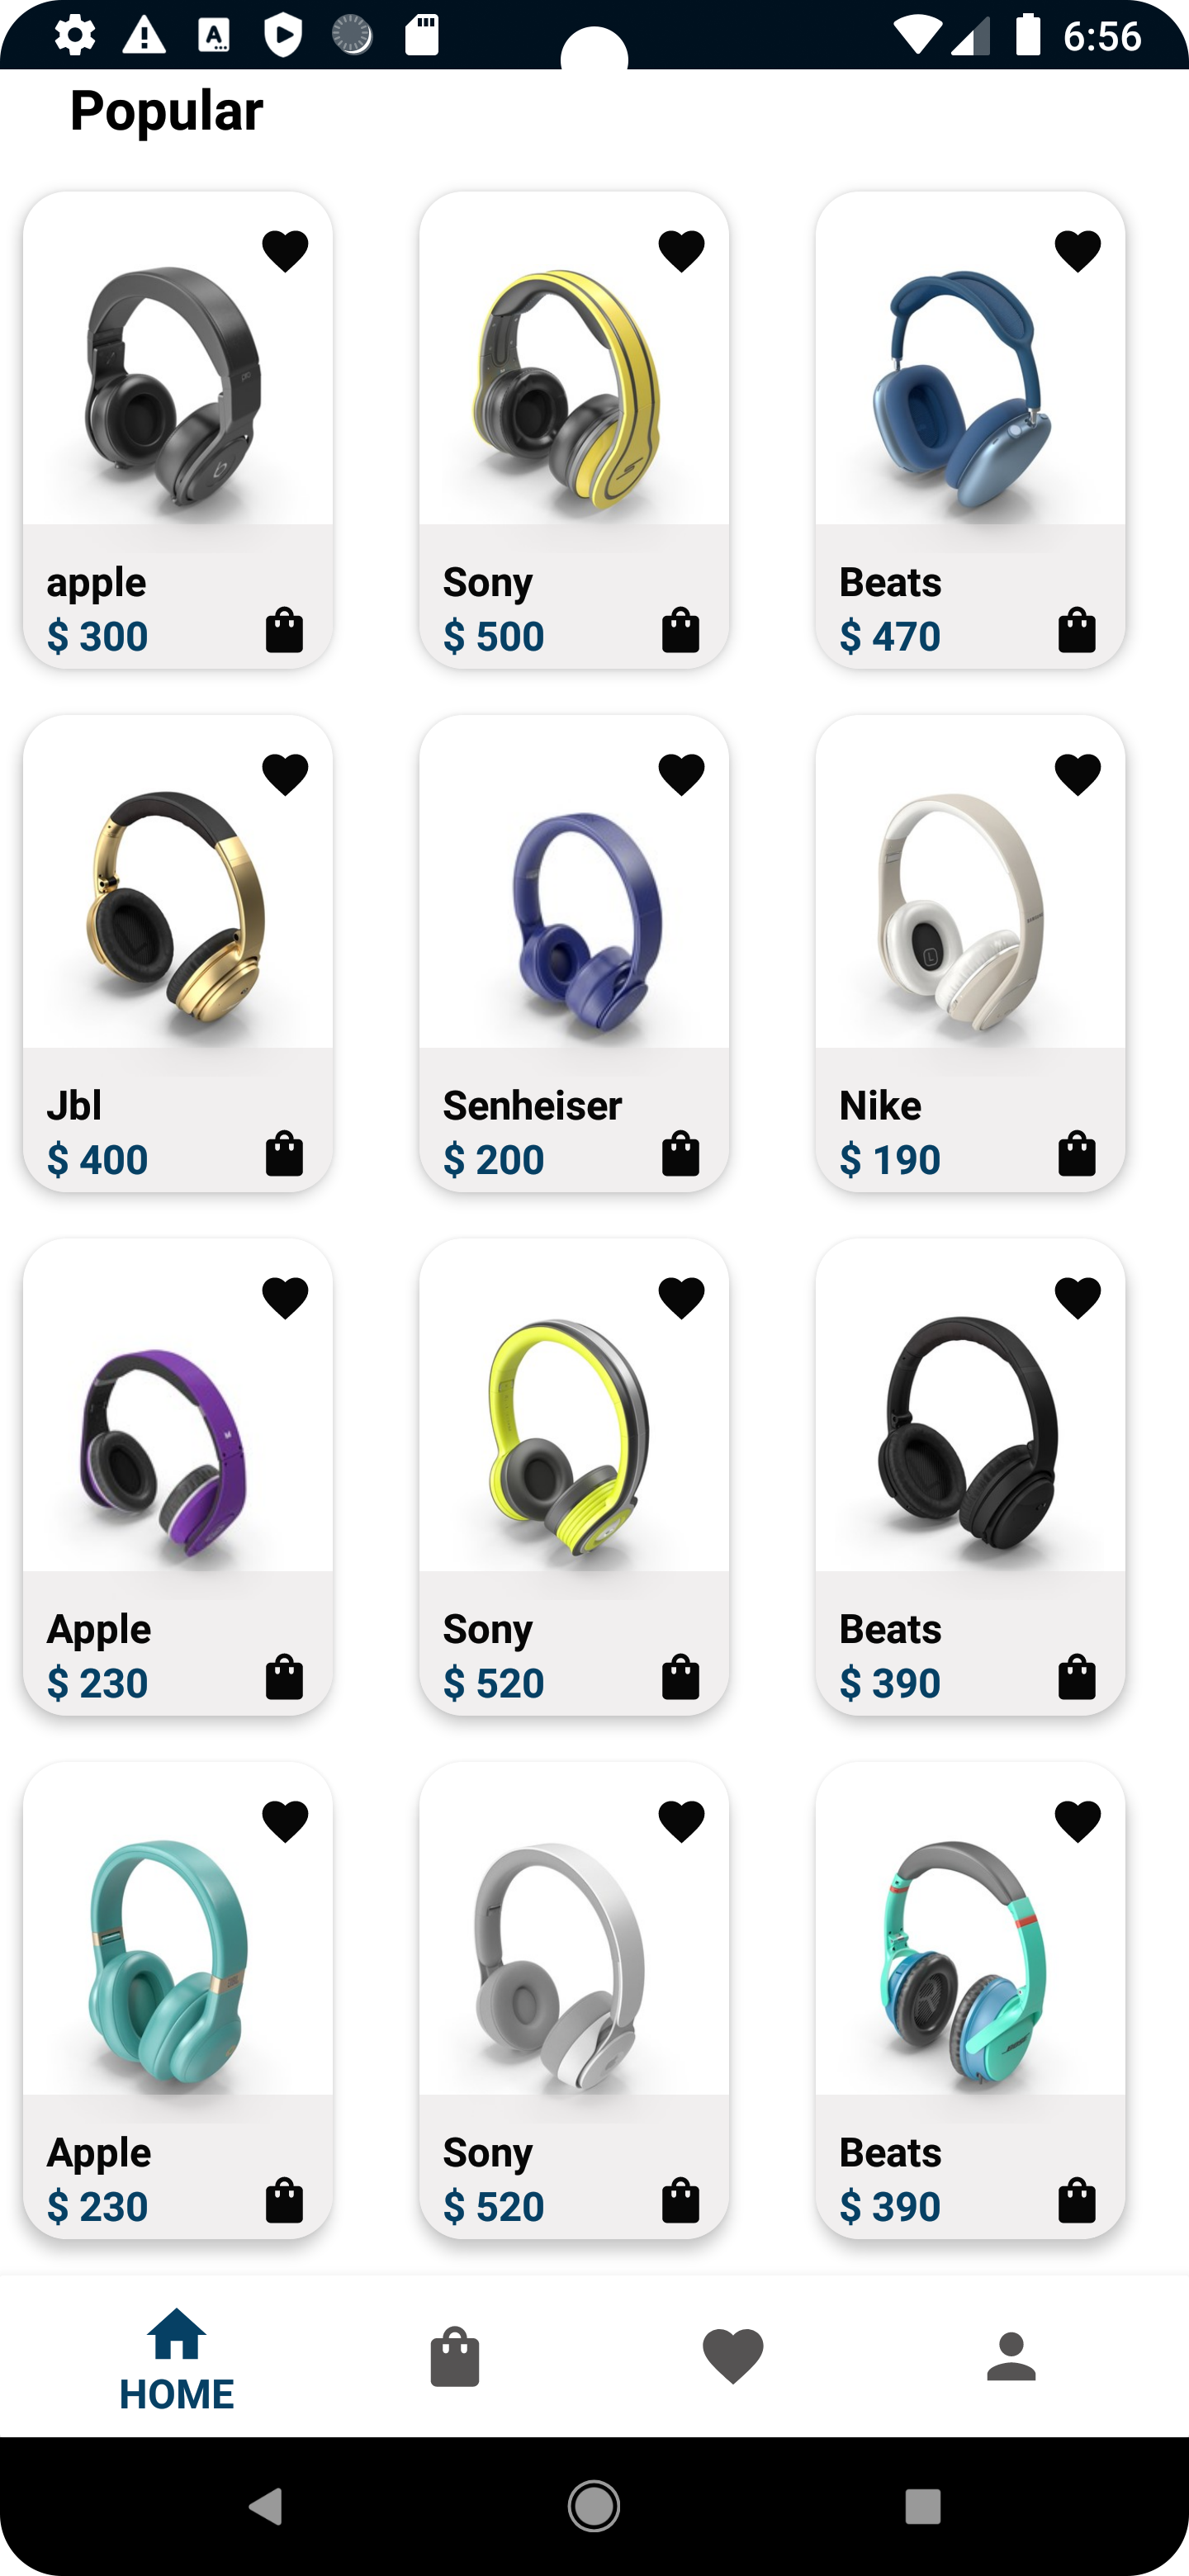 6:56
Popular
apple
$ 300
Sony
$ 500
Beats
$ 470
Jbl
$ 400
Senheiser
$ 200
Nike
$ 190
Apple
$ 230
Sony
$ 520
Beats
$ 390
Apple
$ 230
Sony
$ 520
Beats
$ 390
HOME